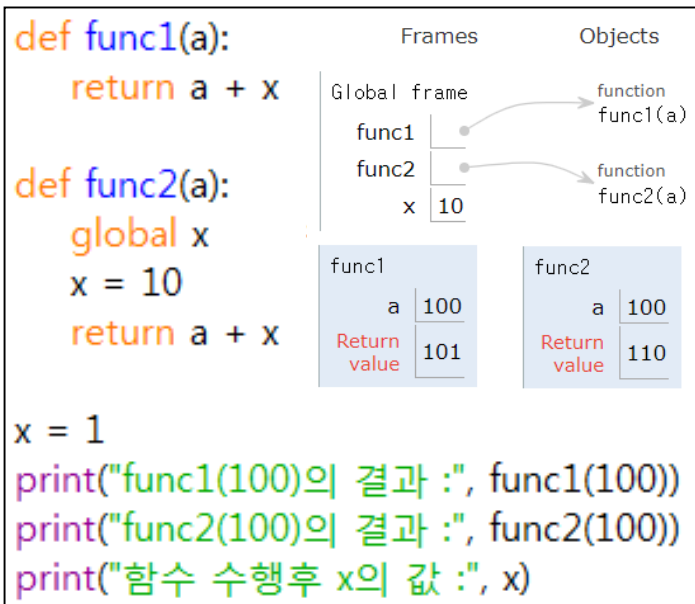 def func1(a):
    return a + x
def func2(a):
    global x
    x = 10
    return a + x
x = 1
print("func1(100)의 결과 :", func1(100))
print("func2(100)의 결과 :", func2(100))
print("함수 수행후 x의 값 :", x)
Frames Objects
Global frame
func1
func2
x 10
function
func1(a)
function
func2(a)
func1
a 100
Return
value 101
func2
a 100
Return
value 110